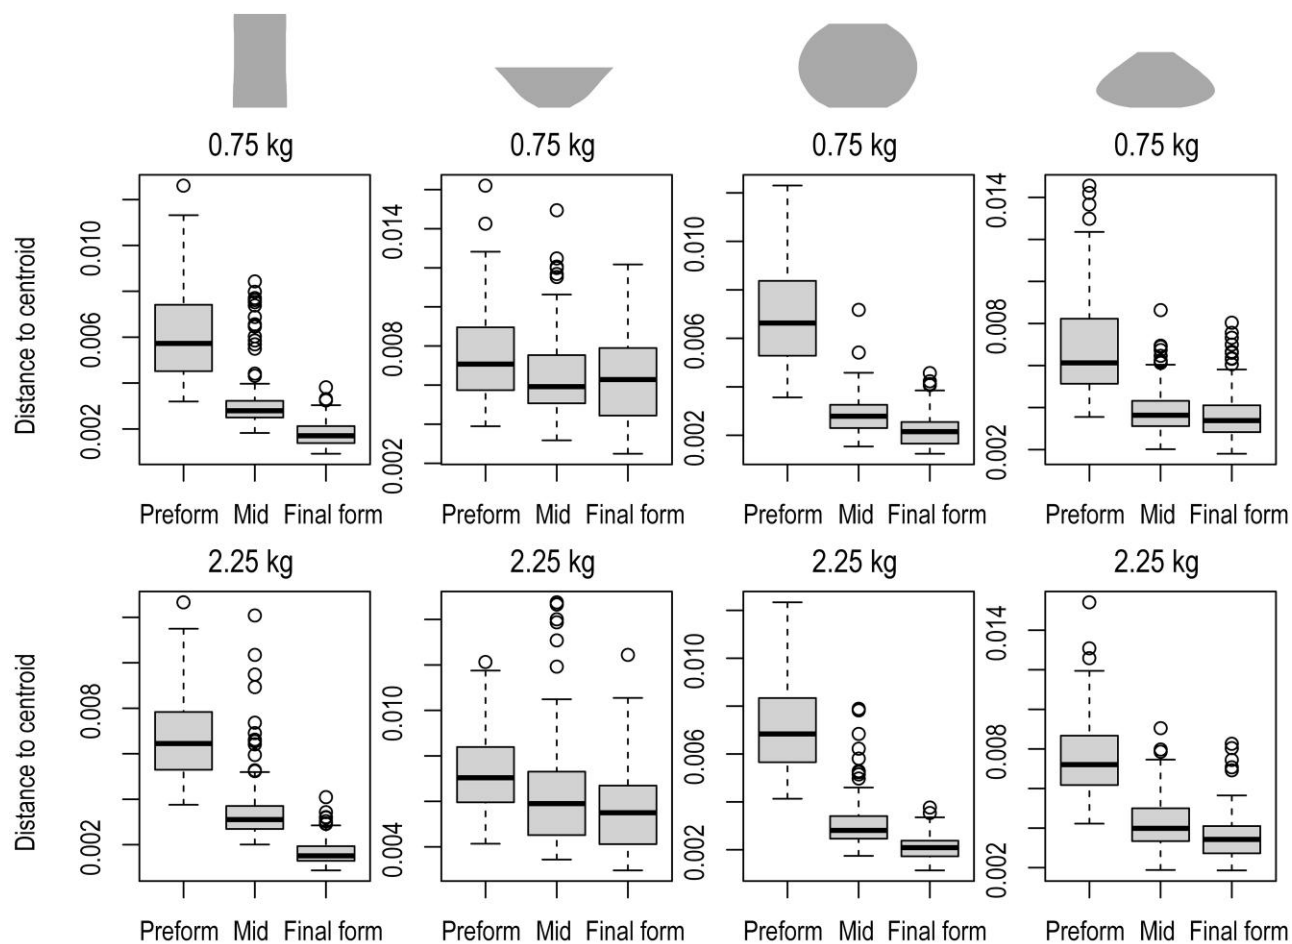 0.75 kg 0.75 kg 0.75 kg 0.75 kg
Distance to centroid
0.002 0.006 0.010
0.002 0.008 0.014
0.002 0.006 0.010
0.002 0.008 0.014
Preform Mid Final form Preform Mid Final form Preform Mid Final form Preform Mid Final form
2.25 kg 2.25 kg 2.25 kg 2.25 kg
Distance to centroid
0.002 0.008
0.004 0.010
0.002 0.006 0.010
0.002 0.008 0.014
Preform Mid Final form Preform Mid Final form Preform Mid Final form Preform Mid Final form